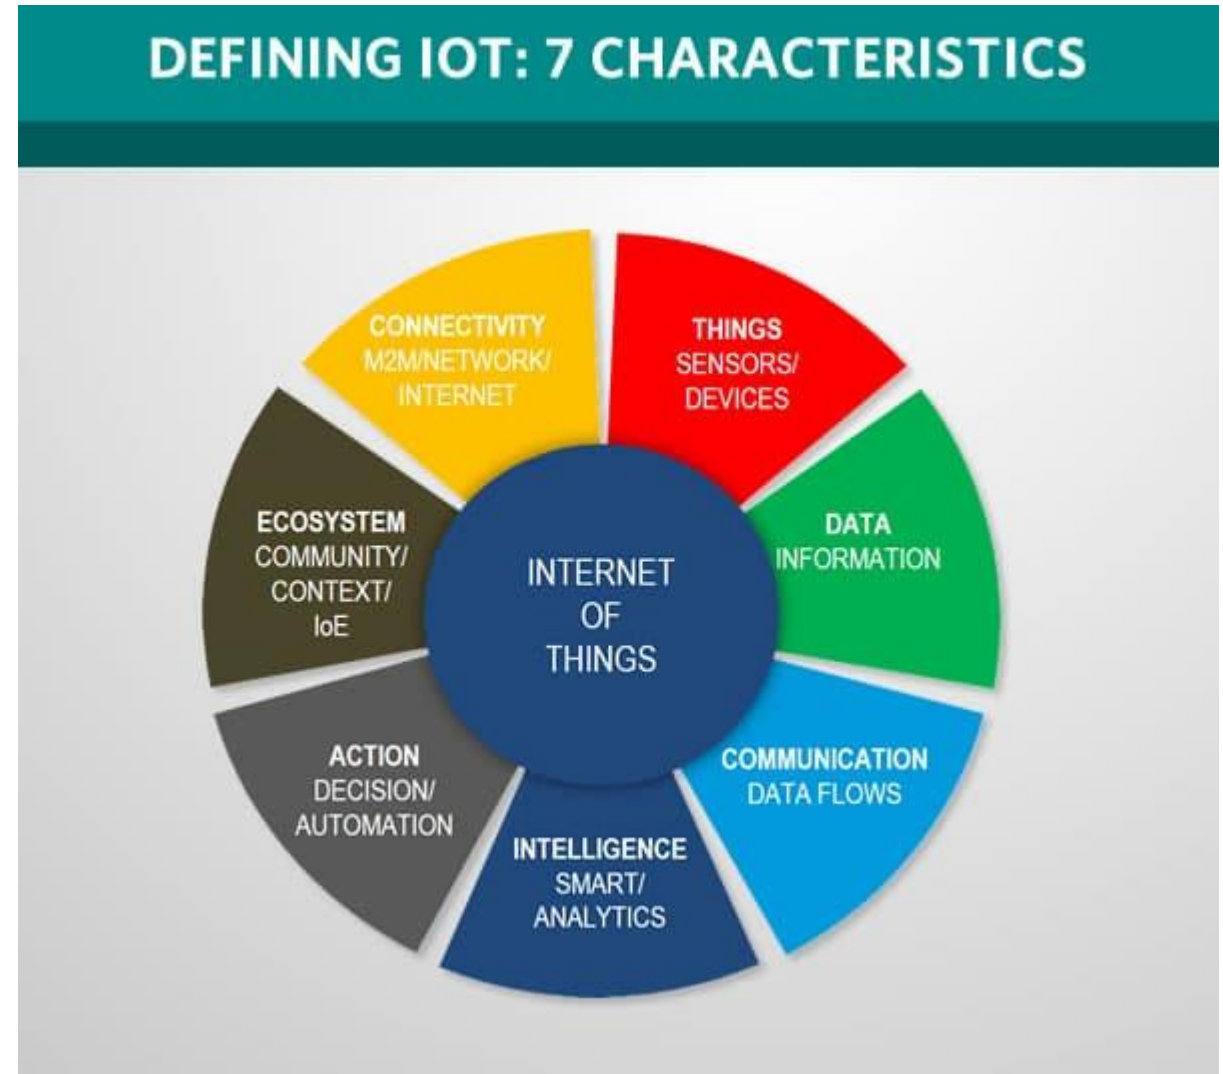 DEFINING IOT: 7 CHARACTERISTICS
CONNECTIVITY
M2M/NETWORK/
INTERNET
THINGS
SENSORS/
DEVICES
DATA
INFORMATION
COMMUNICATION
DATA FLOWS
INTELLIGENCE
SMART/
ANALYTICS
ACTION
DECISION/
AUTOMATION
ECOSYSTEM
COMMUNITY/
CONTEXT/
IoE
INTERNET
OF
THINGS